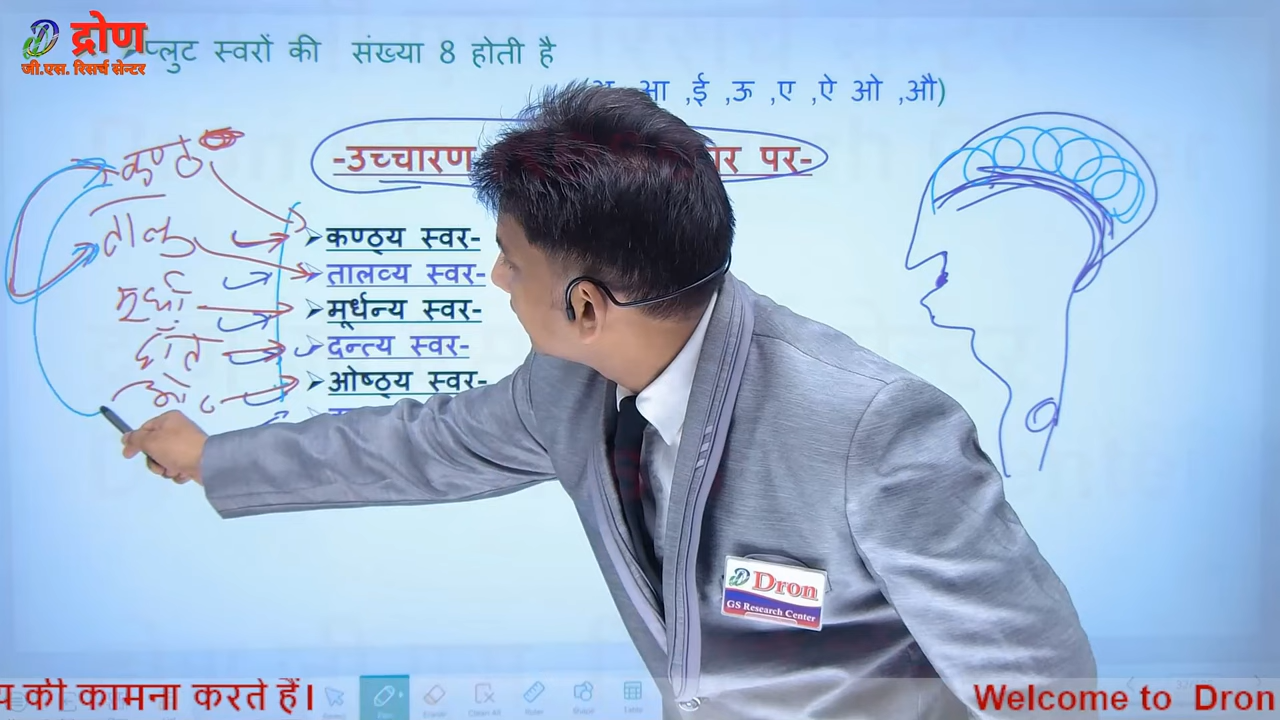 द्रोण
जी.एस. रिसर्च सेन्टर
प्लुट स्वरों की संख्या 8 होती है
आ ,ई ,ऊ ,ए ,ऐ ओ ,औ)
-उच्चारण पर-
कण्ठ
तालु
मूर्धा
दाँत
कण्ठ्य स्वर-
तालव्य स्वर-
मूर्धन्य स्वर-
दन्त्य स्वर-
ओष्ठ्य स्वर-
Dron
GS Research Center
की कामना करते हैं।
Welcome to Dron